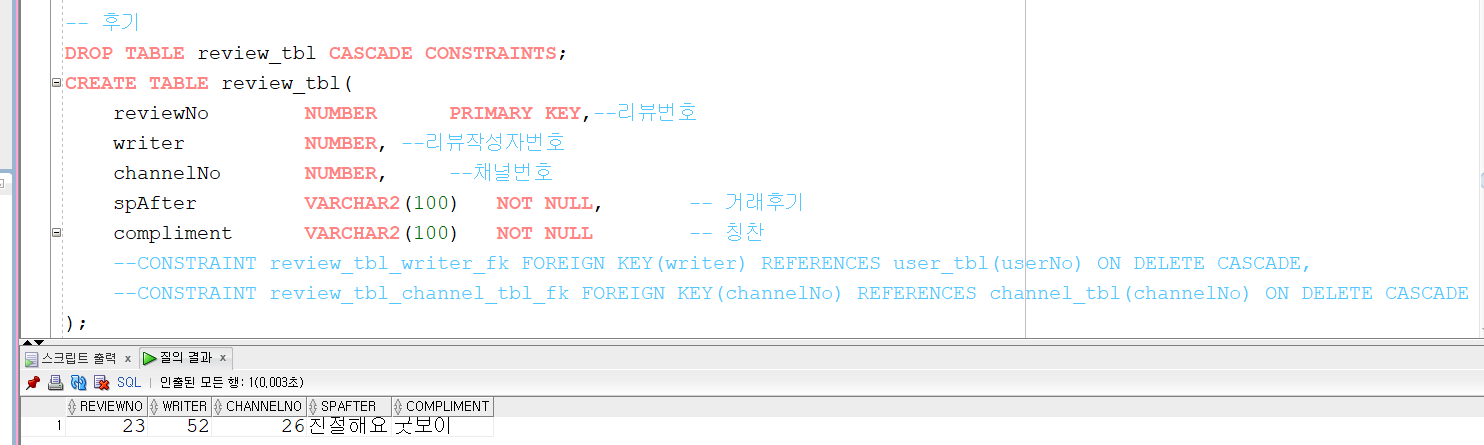 -- 후기
DROP TABLE review_tbl CASCADE CONSTRAINTS;
CREATE TABLE review_tbl(
reviewNo NUMBER PRIMARY KEY,--리뷰번호
writer NUMBER, --리뷰작성자번호
channelNo NUMBER, --채널번호
spAfter VARCHAR2(100) NOT NULL, -- 거래후기
compliment VARCHAR2(100) NOT NULL -- 칭찬
--CONSTRAINT review_tbl_writer_fk FOREIGN KEY(writer) REFERENCES user_tbl(userNo) ON DELETE CASCADE,
--CONSTRAINT review_tbl_channel_tbl_fk FOREIGN KEY(channelNo) REFERENCES channel_tbl(channelNo) ON DELETE CASCADE
);
스크립트 출력 x 질의 결과 x
SQL | 인출된 모든 행: 1(0,003초)
REVIEWNO WRITER CHANNELNO SPAFTER COMPLIMENT
1 23 52 26 친절해요 굿보이